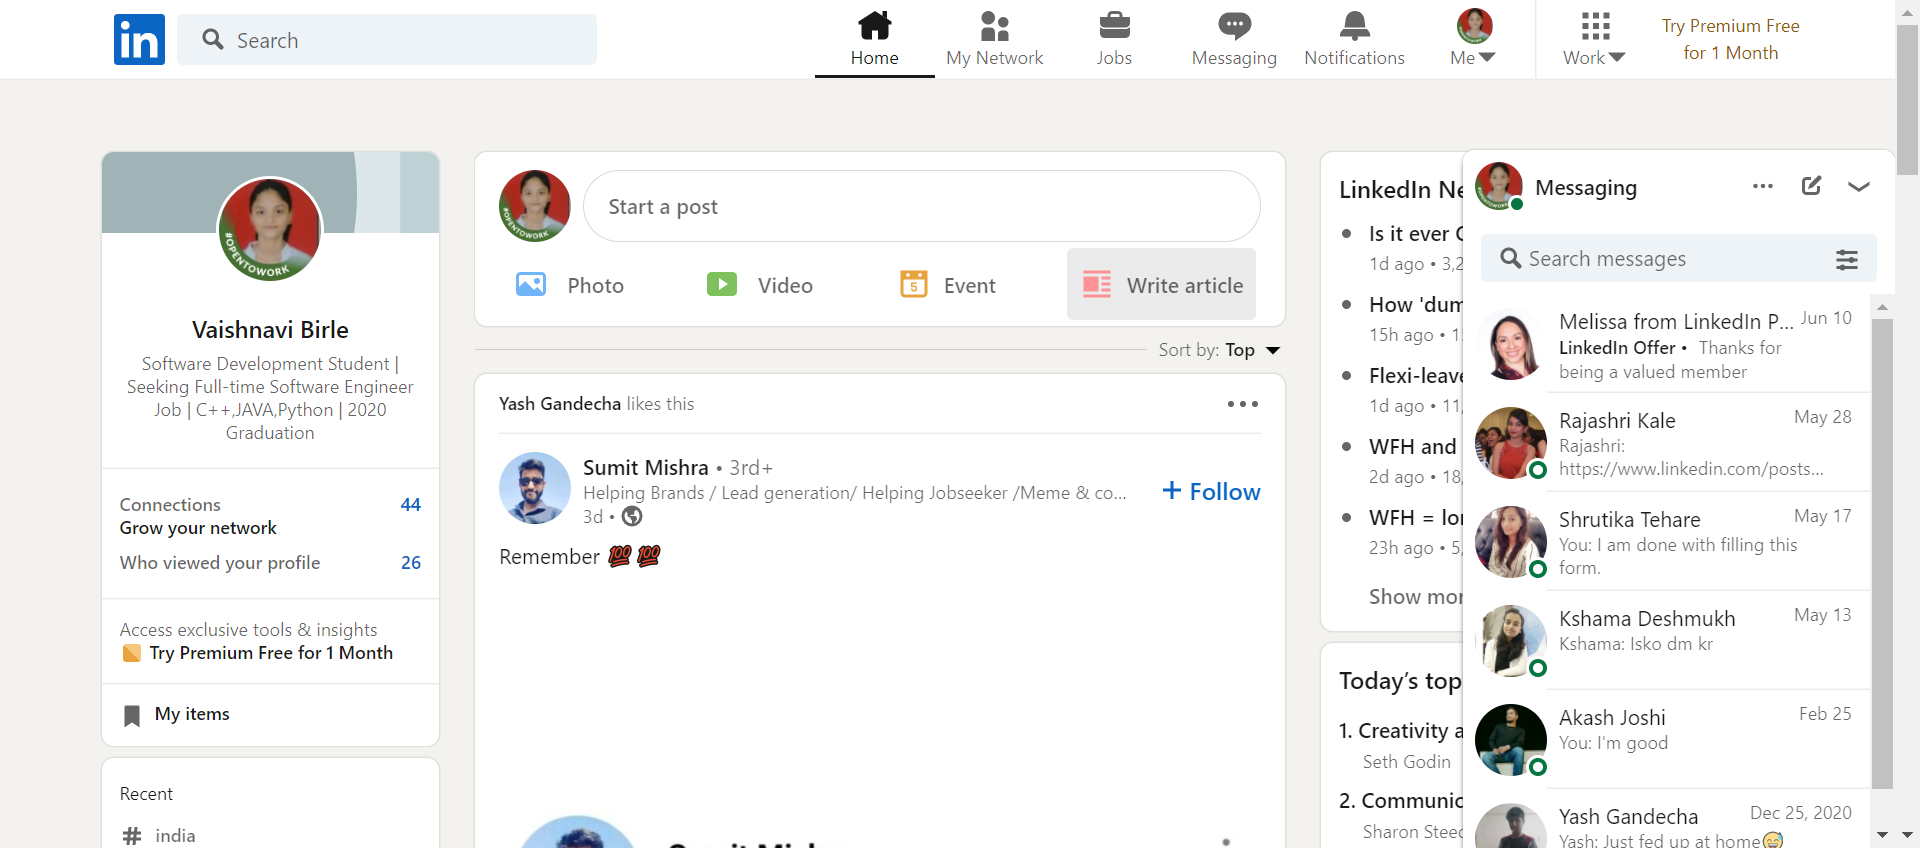 in
Search
Home
My Network
Jobs
Messaging
Notifications
Me
Work
Try Premium Free
for 1 Month
#OPENTOWORK
Vaishnavi Birle
Software Development Student |
Seeking Full-time Software Engineer
Job | C++,JAVA,Python | 2020
Graduation
Connections 44
Grow your network
Who viewed your profile 26
Access exclusive tools & insights
Try Premium Free for 1 Month
My items
Recent
# india
#OPENTOWORK
Start a post
Photo
Video
5
Event
Write article
Sort by: Top
Yash Gandecha likes this
Sumit Mishra • 3rd+
Helping Brands / Lead generation/ Helping Jobseeker /Meme & co...
3d •
+ Follow
Remember 💯 💯
LinkedIn Ne
• Is it ever
1d ago • 3,2
• How 'dum
15h ago • 1
• Flexi-leave
1d ago • 11,
• WFH and
2d ago • 18,
• WFH = lo
23h ago • 5,
Show mor
Today's top
1. Creativity a
Seth Godin
2. Communic
Sharon Steed
Messaging
Search messages
Melissa from LinkedIn P... Jun 10
LinkedIn Offer • Thanks for
being a valued member
Rajashri Kale May 28
Rajashri:
https://www.linkedin.com/posts...
Shrutika Tehare May 17
You: I am done with filling this
form.
Kshama Deshmukh May 13
Kshama: Isko dm kr
Akash Joshi Feb 25
You: I'm good
Yash Gandecha Dec 25, 2020
Yash: Just fed up at home😅